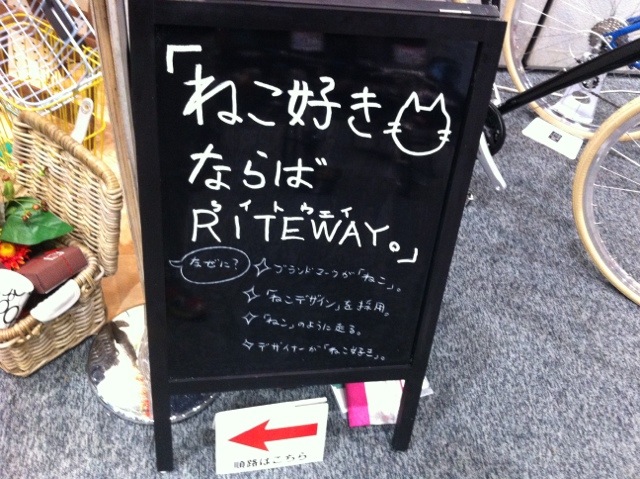 「ねこ好き
ならば
ライトウェイ
RITEWAY。」
なぜに?
ブランドマークが「ねこ」。
「ねこデザイン」を採用。
「ねこ」のように走る。
デザイナーが「ねこ好き」。
順路はこちら